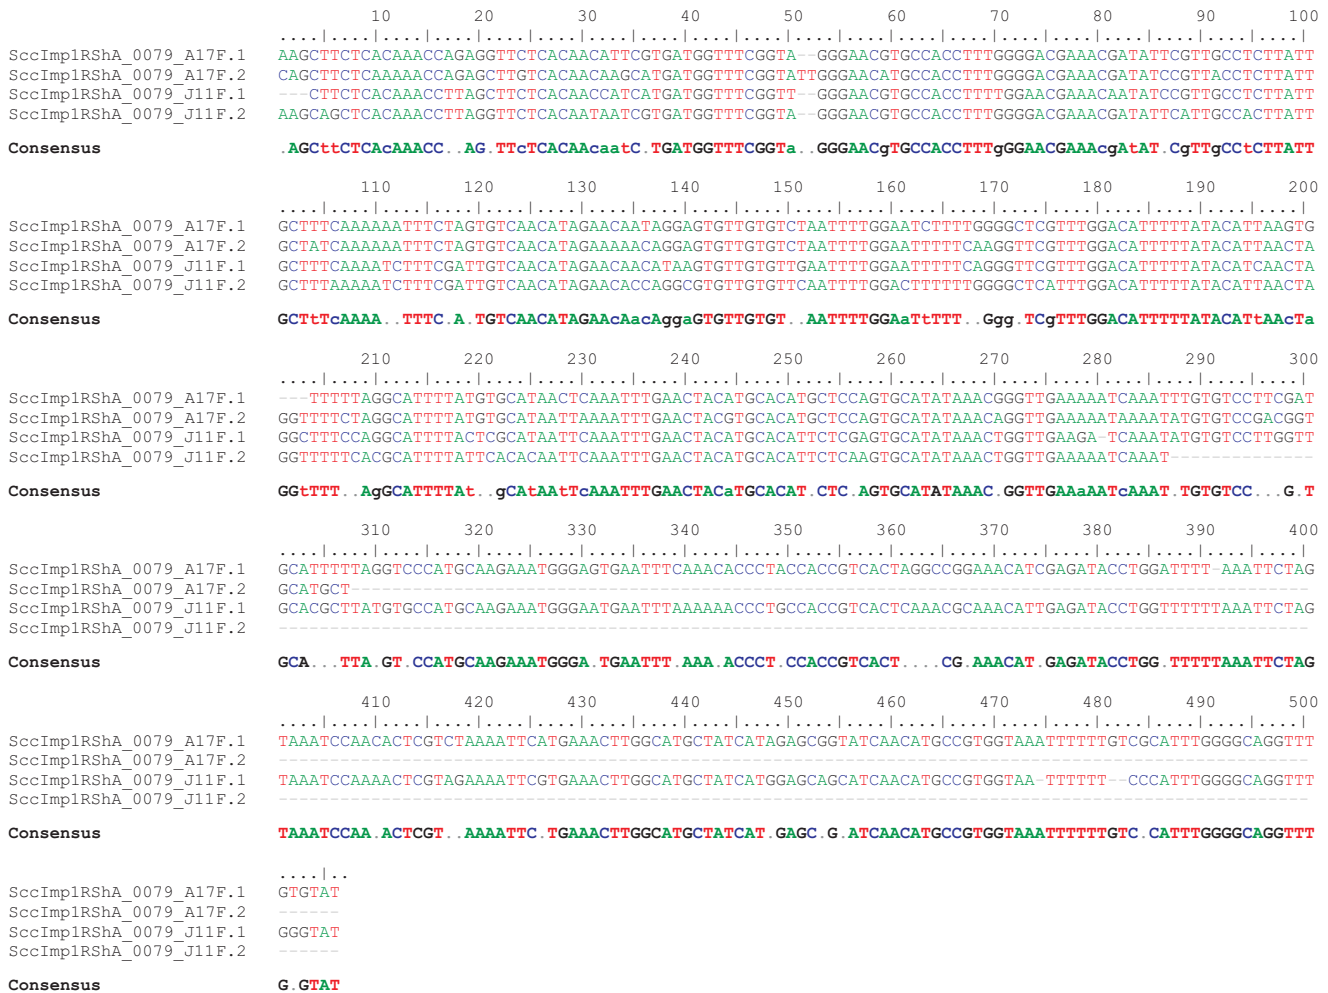 10 20 30 40 50 60 70 80 90 100
....|....|....|....|....|....|....|....|....|....|....|....|....|....|....|....|....|....|....|....|
SccImp1RShA_0079_A17F.1 AAGCTTCTCACAAACCAGAGGTTCTCACAACATTCGTGATGGTTTCGGTA--GGGAACGTGCCACCTTTGGGGACGAAACGATATTCGTTGCCTCTTATT
SccImp1RShA_0079_A17F.2 CAGCTTCTCAAAAACCAGAGCTTGTCACAACAAGCATGATGGTTTCGGTATTGGGAACATGCCACCTTTGGGGACGAAACGATATCCGTTACCTCTTATT
SccImp1RShA_0079_J11F.1 ---CTTCTCACAAACCTTAGCTTCTCACAACCATCATGATGGTTTCGGTT--GGGAACGTGCCACCTTTTGGGACGAAACAATATCCGTTGCCTCTTATT
SccImp1RShA_0079_J11F.2 AAGCAGCTCACAAACCTTAGGTTCTCACAATAATCGTGATGGTTTCGGTA--GGGAACGTGCCACCTTTGGGGACGAAACGATATTCATTGCCACTTATT
Consensus .AGCttCTCAcAAACC..AG.TTcTCACAAcaatC.TGATGGTTTCGGTa..GGGAACgTGCCACCTTTgGGGACGAAAcgAtAT.CgTTgCCtCTTATT
110 120 130 140 150 160 170 180 190 200
....|....|....|....|....|....|....|....|....|....|....|....|....|....|....|....|....|....|....|....|
SccImp1RShA_0079_A17F.1 GCTTTCAAAAAATTTCTAGTGTCAACATAGAACAATAGGAGTGTTGTGTCTAATTTTGGAATCTTTTGGGGCTCGTTTGGACATTTTTATACATTAAGTG
SccImp1RShA_0079_A17F.2 GCTATCAAAAAATTTCTAGTGTCAACATAGAAAAACAGGAGTGTTGTGTCTAATTTTGGAATTTTTCAAGGTTCGTTTGGACATTTTTATACATTAACTA
SccImp1RShA_0079_J11F.1 GCTTTCAAAATCTTTCGATTGTCAACATAGAACAACATAAGTGTTGTGTTGAATTTTGGAATTTTTCAGGGTTCGTTTGGACATTTTTATACATCAACTA
SccImp1RShA_0079_J11F.2 GCTTTAAAAATCTTTCGATTGTCAACATAGAACACCAGGCGTGTTGTGTTCAATTTTGGACTTTTTTGGGGCTCATTTGGACATTTTTATACATTAACTA
Consensus GCTtTcAAAA..TTTC.A.TGTCAACATAGAAcAacAggaGTGTTGTGT..AATTTTGGAaTtTTT..GGg.TCgTTTGGACATTTTTATACATtAAcTa
210 220 230 240 250 260 270 280 290 300
....|....|....|....|....|....|....|....|....|....|....|....|....|....|....|....|....|....|....|....|
SccImp1RShA_0079_A17F.1 ---TTTTTAGGCATTTTATGTGCATAACTCAAATTTGAACTACATGCACATGCTCCAGTGCATATAAACGGGTTGAAAAATCAAATTTGTGTCCTTCGAT
SccImp1RShA_0079_A17F.2 GGTTTTCTAGGCATTTTATGTGCATAATTAAAATTTGAACTACGTGCACATGCTCCAGTGCATATAAACAGGTTGAAAAATAAAATATGTGTCCGACGGT
SccImp1RShA_0079_J11F.1 GGCTTTCCAGGCATTTTACTCGCATAATTCAAATTTGAACTACATGCACATTCTCGAGTGCATATAAACTGGTTGAAGA-TCAAATATGTGTCCTTGGTT
SccImp1RShA_0079_J11F.2 GGTTTTTCACGCATTTTATTCACACAATTCAAATTTGAACTACATGCACATTCTCAAGTGCATATAAACTGGTTGAAAAATCAAAT--------------
Consensus GGtTTT..AgGCATTTTAt..gCAtAAtTcAAATTTGAACTACaTGCACAT.CTC.AGTGCATATAAAC.GGTTGAAaAATcAAAT.TGTGTCC...G.T
310 320 330 340 350 360 370 380 390 400
....|....|....|....|....|....|....|....|....|....|....|....|....|....|....|....|....|....|....|....|
SccImp1RShA_0079_A17F.1 GCATTTTTAGGTCCCATGCAAGAAATGGGAGTGAATTTCAAACACCCTACCACCGTCACTAGGCCGGAAACATCGAGATACCTGGATTTT-AAATTCTAG
SccImp1RShA_0079_A17F.2 GCATGCT---------------------------------------------------------------------------------------------
SccImp1RShA_0079_J11F.1 GCACGCTTATGTGCCATGCAAGAAATGGGAATGAATTTAAAAAACCCTGCCACCGTCACTCAAACGCAAACATTGAGATACCTGGTTTTTTAAATTCTAG
SccImp1RShA_0079_J11F.2 ----------------------------------------------------------------------------------------------------
Consensus GCA...TTA.GT.CCATGCAAGAAATGGGA.TGAATTT.AAA.ACCCT.CCACCGTCACT....CG.AAACAT.GAGATACCTGG.TTTTTAAATTCTAG
410 420 430 440 450 460 470 480 490 500
....|....|....|....|....|....|....|....|....|....|....|....|....|....|....|....|....|....|....|....|
SccImp1RShA_0079_A17F.1 TAAATCCAACACTCGTCTAAAATTCATGAAACTTGGCATGCTATCATAGAGCGGTATCAACATGCCGTGGTAAATTTTTTGTCGCATTTGGGGCAGGTTT
SccImp1RShA_0079_A17F.2 ----------------------------------------------------------------------------------------------------
SccImp1RShA_0079_J11F.1 TAAATCCAAAACTCGTAGAAAATTCGTGAAACTTGGCATGCTATCATGGAGCAGCATCAACATGCCGTGGTAA-TTTTTT--CCCATTTGGGGCAGGTTT
SccImp1RShA_0079_J11F.2 ----------------------------------------------------------------------------------------------------
Consensus TAAATCCAA.ACTCGT..AAAATTC.TGAAACTTGGCATGCTATCAT.GAGC.G.ATCAACATGCCGTGGTAAATTTTTTGTC.CATTTGGGGCAGGTTT
....|..
SccImp1RShA_0079_A17F.1 GTGTAT
SccImp1RShA_0079_A17F.2 ------
SccImp1RShA_0079_J11F.1 GGGTAT
SccImp1RShA_0079_J11F.2 ------
Consensus G.GTAT